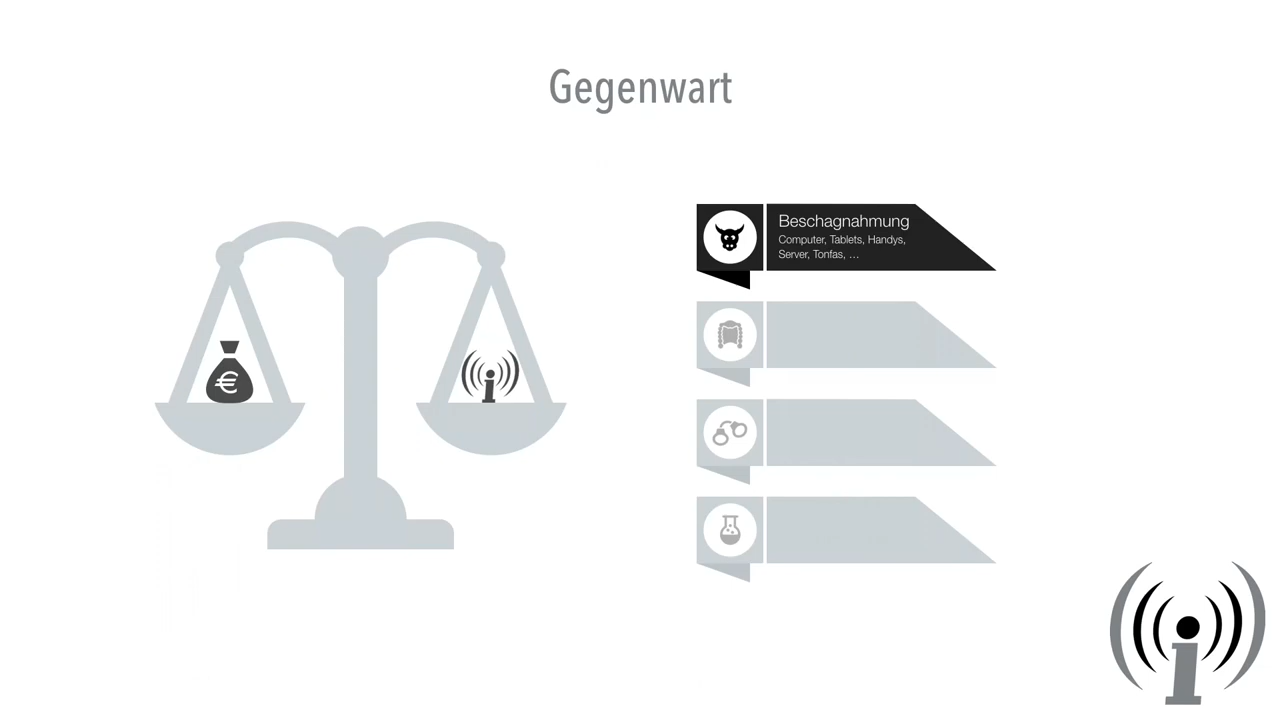 Gegenwart
Beschagnahmung
Computer, Tablets, Handys,
Server, Tonfas, …
€
i
i